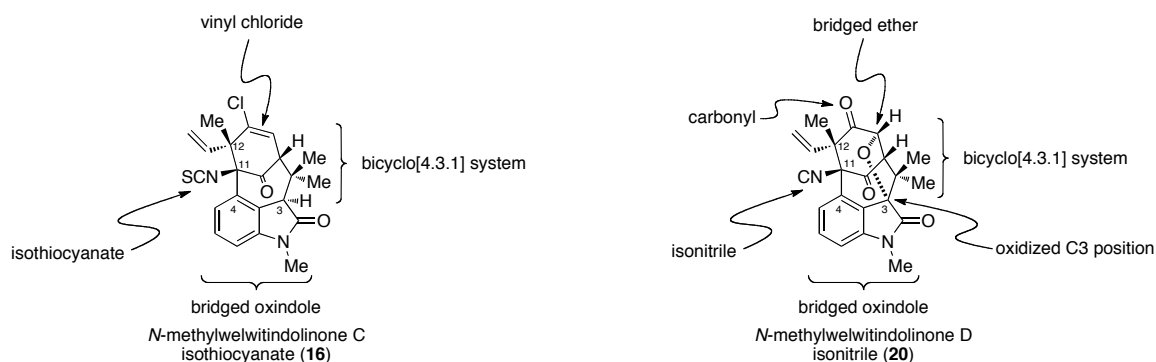 vinyl chloride
Cl
Me
12
H
11
Me
SCN
O
Me
H
4
3
O
N
Me
isothiocyanate
bicyclo[4.3.1] system
bridged oxindole
N-methylwelwitindolinone C
isothiocyanate (16)
bridged ether
carbonyl
O
H
Me
12
O
H
11
Me
CN
O
Me
4
3
O
N
Me
isonitrile
bicyclo[4.3.1] system
oxidized C3 position
bridged oxindole
N-methylwelwitindolinone D
isonitrile (20)